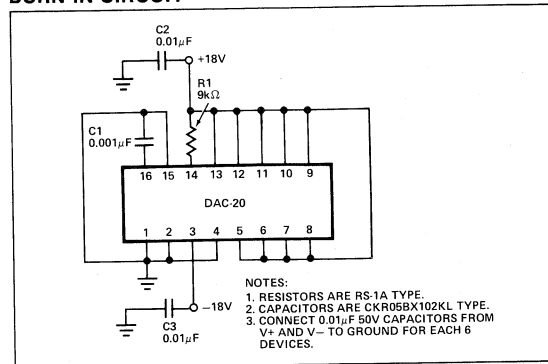 BURN-IN CIRCUIT
C2
0.01μF
+18V
R1
9kΩ
C1
0.001μF
16 15 14 13 12 11 10 9
DAC-20
1 2 3 4 5 6 7 8
-18V
C3
0.01μF
NOTES:
1. RESISTORS ARE RS-1A TYPE.
2. CAPACITORS ARE CKR05BX102KL TYPE.
3. CONNECT 0.01μF 50V CAPACITORS FROM
V+ AND V- TO GROUND FOR EACH 6
DEVICES.